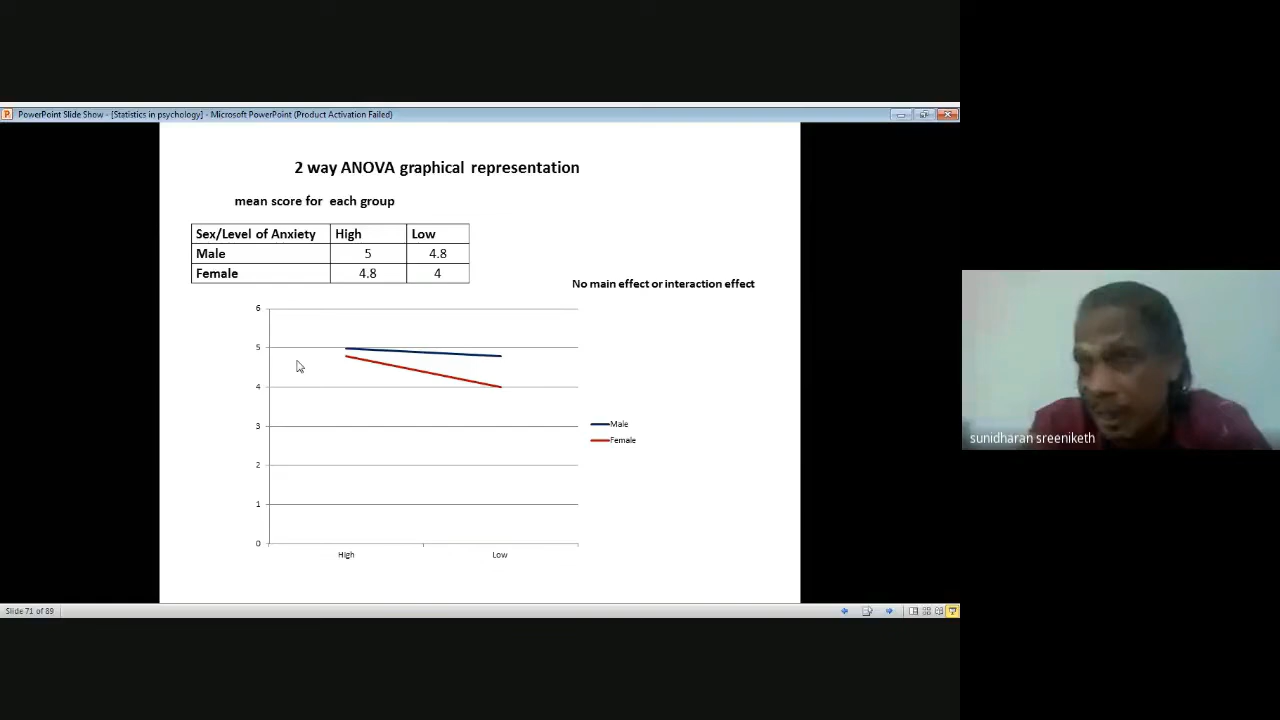 PowerPoint Slide Show - [Statistics in psychology] - Microsoft PowerPoint (Product Activation Failed)
2 way ANOVA graphical representation
mean score for each group
Sex/Level of Anxiety High Low
Male 5 4.8
Female 4.8 4
No main effect or interaction effect
6
5
4
3
2
1
0
High Low
Male
Female
sunidharan sreeniketh
Slide 71 of 89